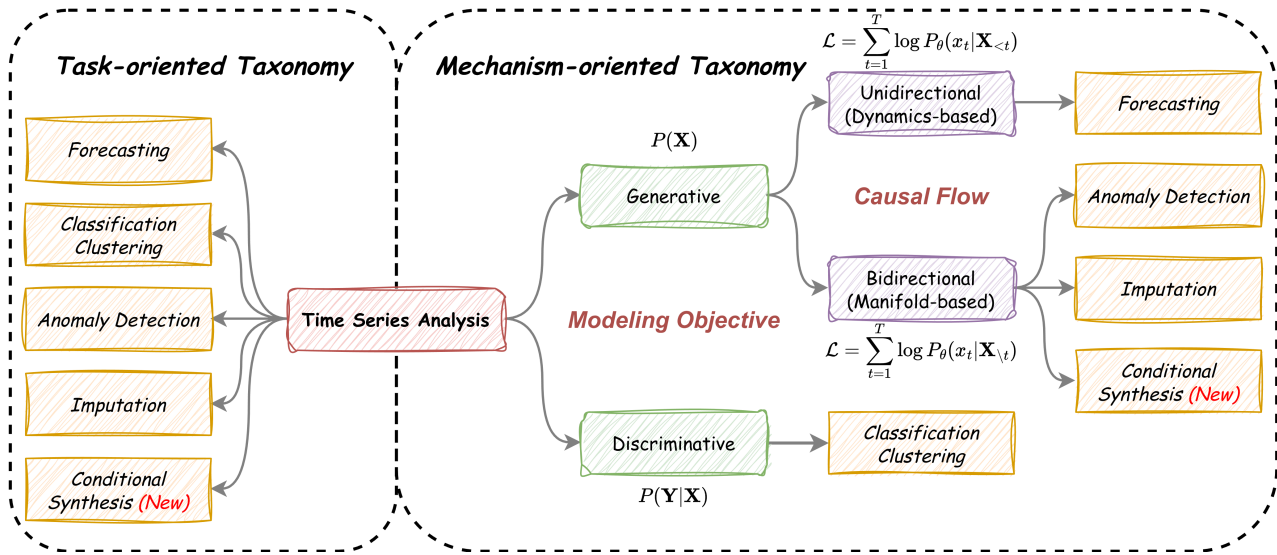 Task-oriented Taxonomy
Forecasting
Classification
Clustering
Anomaly Detection
Imputation
Conditional
Synthesis (New)
Time Series Analysis
Mechanism-oriented Taxonomy
P(𝐗)
Generative
Modeling Objective
Discriminative
P(𝐘|𝐗)
ℒ = ∑_{t=1}^{T} log P_θ(x_t|𝐗_{<t})
Unidirectional
(Dynamics-based)
Causal Flow
Bidirectional
(Manifold-based)
ℒ = ∑_{t=1}^{T} log P_θ(x_t|𝐗_{\t})
Classification
Clustering
Forecasting
Anomaly Detection
Imputation
Conditional
Synthesis (New)